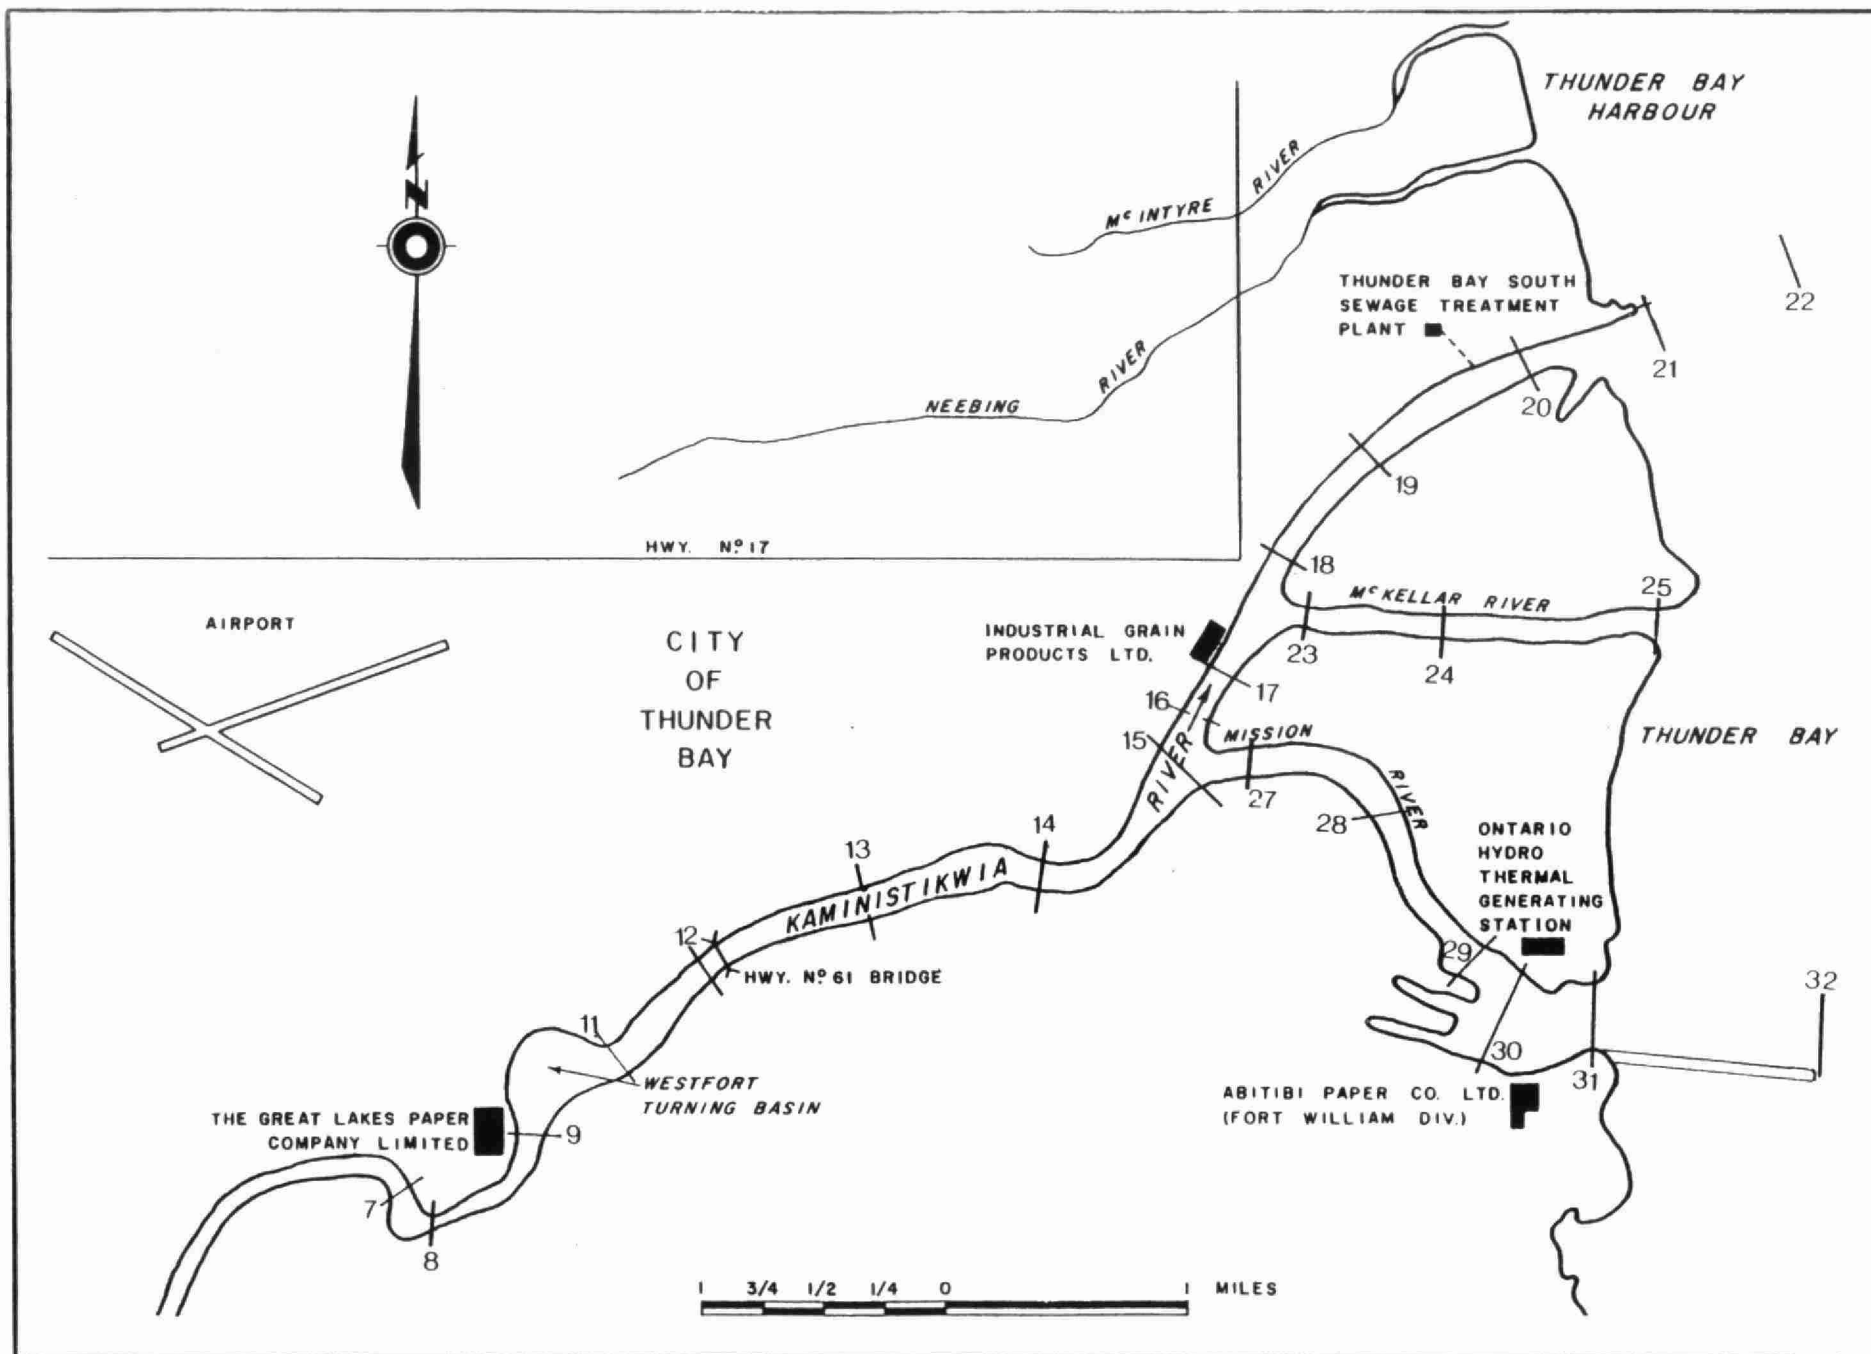 THUNDER BAY
HARBOUR
N
Mc INTYRE RIVER
THUNDER BAY SOUTH
SEWAGE TREATMENT
PLANT
22
21
20
NEEBING RIVER
19
HWY. No. 17
18
Mc KELLAR RIVER
25
AIRPORT
CITY
OF
THUNDER
BAY
INDUSTRIAL GRAIN
PRODUCTS LTD.
23
24
17
16
15
MISSION RIVER
THUNDER BAY
27
28
14
13
KAMINISTIKWIA RIVER
ONTARIO
HYDRO
THERMAL
GENERATING
STATION
12
HWY. No. 61 BRIDGE
29
32
11
30
31
WESTFORT
TURNING BASIN
ABITIBI PAPER CO. LTD.
(FORT WILLIAM DIV.)
THE GREAT LAKES PAPER
COMPANY LIMITED
9
7
8
1 3/4 1/2 1/4 0 1 MILES